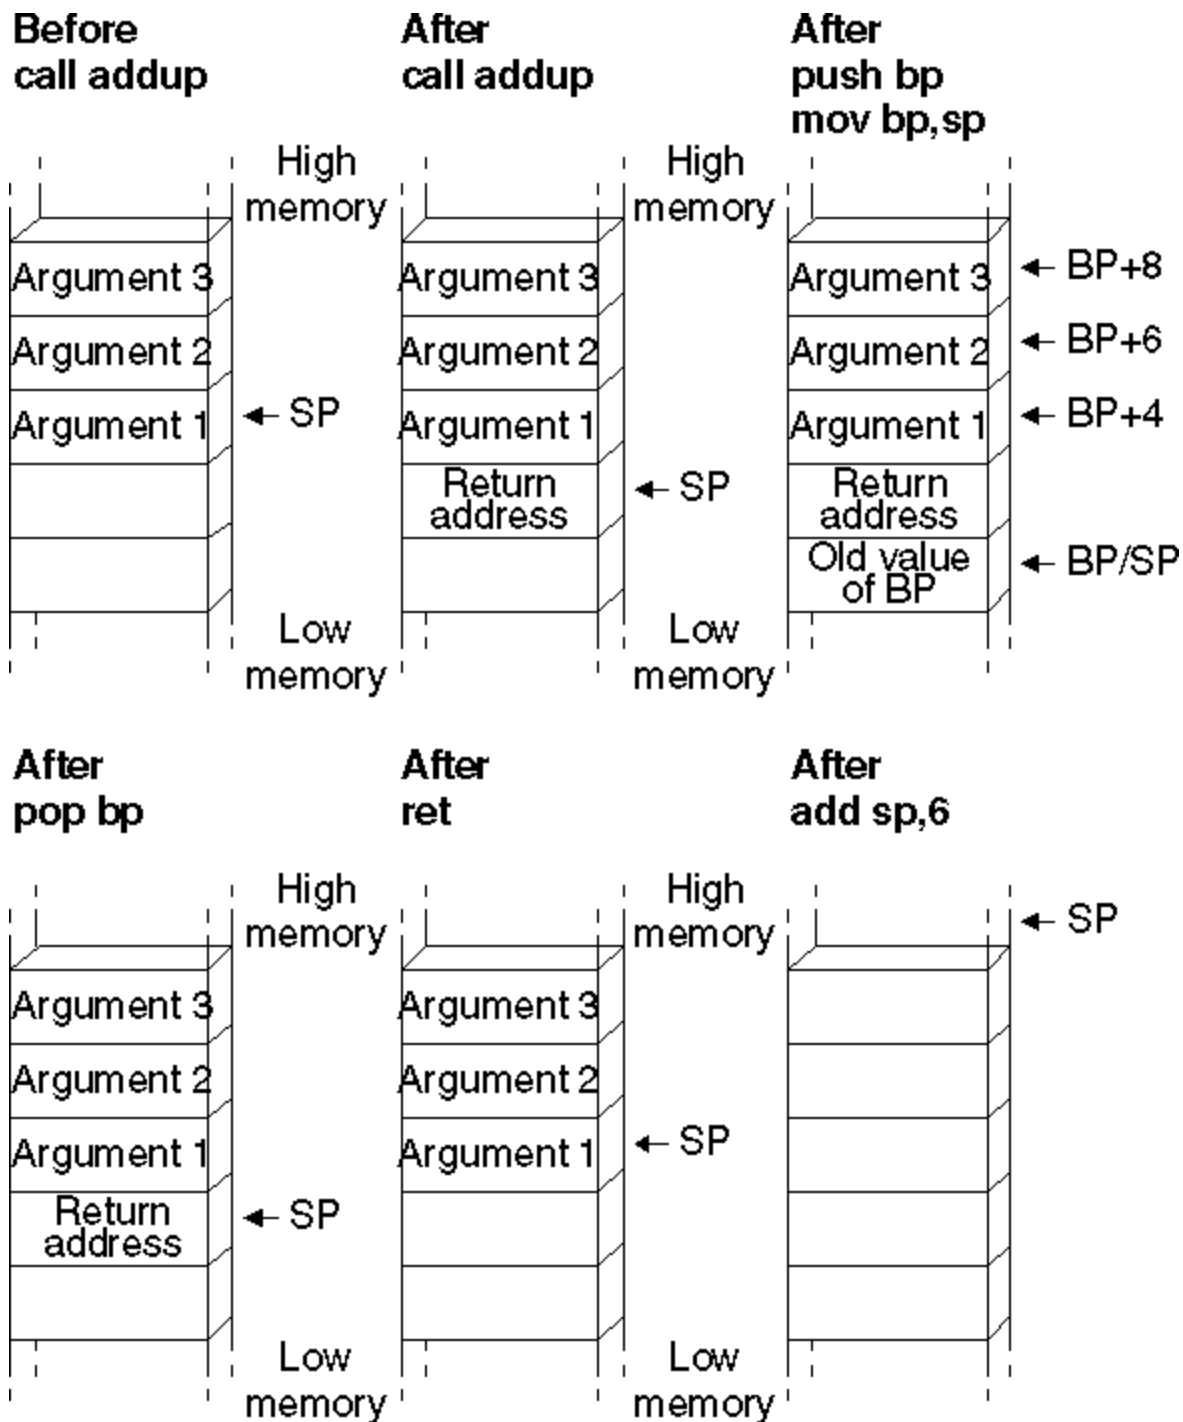 Before
call addup
After
call addup
After
push bp
mov bp,sp
High
memory
High
memory
Argument 3
Argument 3
Argument 3
BP+8
Argument 2
Argument 2
Argument 2
BP+6
Argument 1
SP
Argument 1
Argument 1
BP+4
Return
address
SP
Return
address
Old value
of BP
BP/SP
Low
memory
Low
memory
After
pop bp
After
ret
After
add sp,6
High
memory
High
memory
SP
Argument 3
Argument 3
Argument 2
Argument 2
Argument 1
Argument 1
SP
Return
address
SP
Low
memory
Low
memory